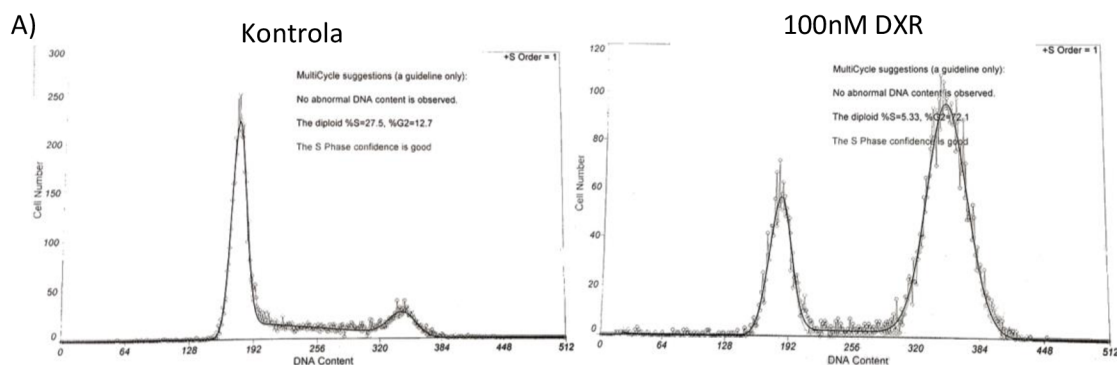 A)
Kontrola
300
250
200
150
100
50
0
Cell Number
+S Order = 1
MultiCycle suggestions (a guideline only):
No abnormal DNA content is observed.
The diploid %S=27.5, %G2=12.7
The S Phase confidence is good
0 64 128 192 256 320 384 448 512
DNA Content
100nM DXR
120
100
80
60
40
20
0
Cell Number
+S Order = 1
MultiCycle suggestions (a guideline only):
No abnormal DNA content is observed.
The diploid %S=5.33, %G2=72.1
The S Phase confidence is good
0 64 128 192 256 320 384 448 512
DNA Content